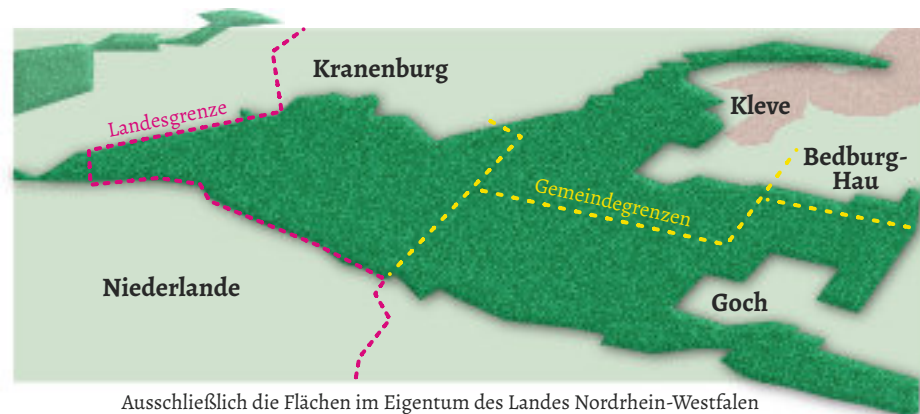 Kranenburg
Landesgrenze
Kleve
Bedburg-
Hau
Gemeindegrenzen
Niederlande
Goch
Ausschließlich die Flächen im Eigentum des Landes Nordrhein-Westfalen